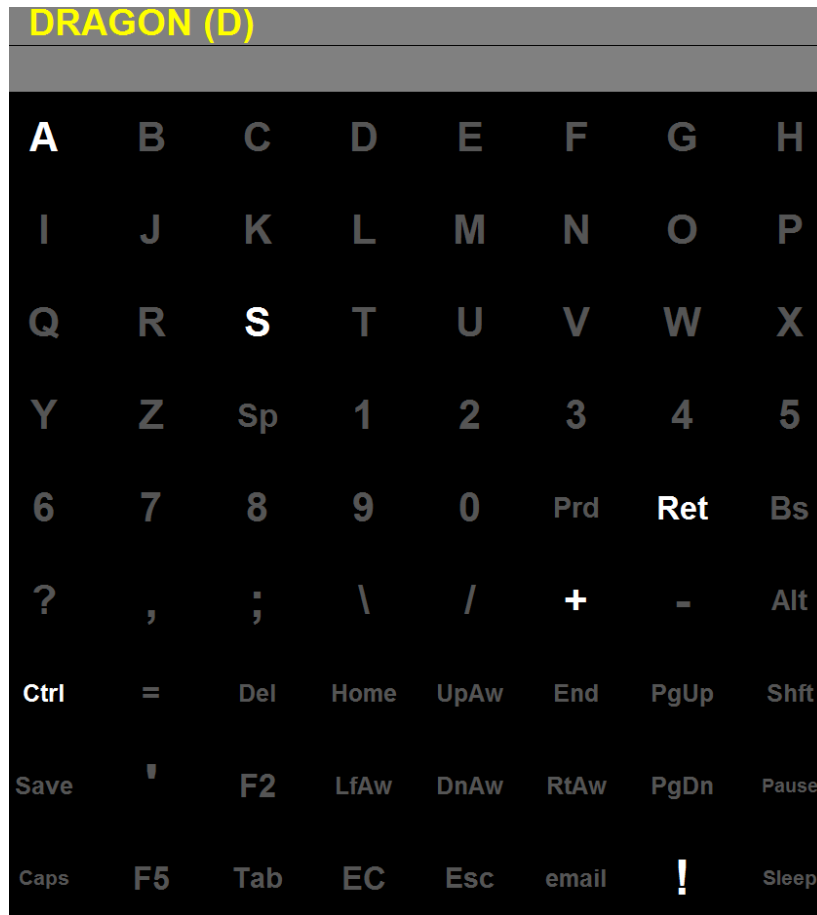 DRAGON (D)
A B C D E F G H
I J K L M N O P
Q R S T U V W X
Y Z Sp 1 2 3 4 5
6 7 8 9 0 Prd Ret Bs
? , ; \ / + - Alt
Ctrl = Del Home UpAw End PgUp Shft
Save ' F2 LfAw DnAw RtAw PgDn Pause
Caps F5 Tab EC Esc email ! Sleep